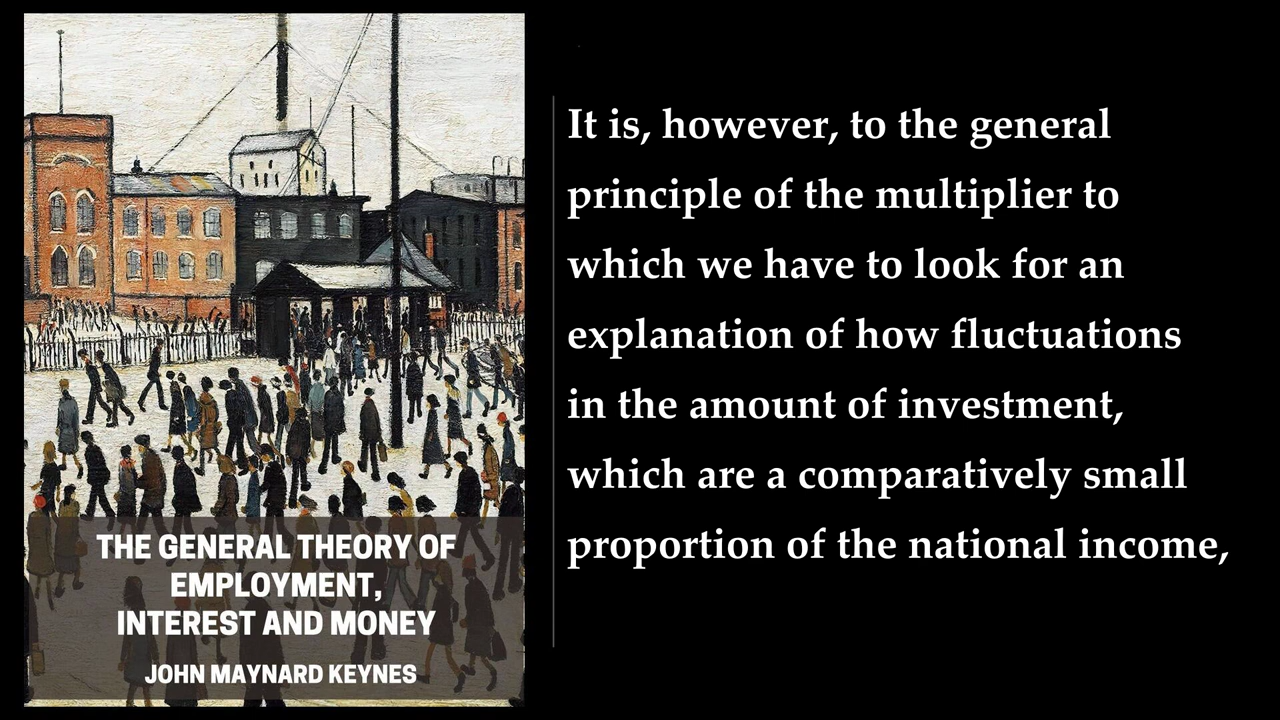 THE GENERAL THEORY OF
EMPLOYMENT,
INTEREST AND MONEY
JOHN MAYNARD KEYNES
It is, however, to the general
principle of the multiplier to
which we have to look for an
explanation of how fluctuations
in the amount of investment,
which are a comparatively small
proportion of the national income,